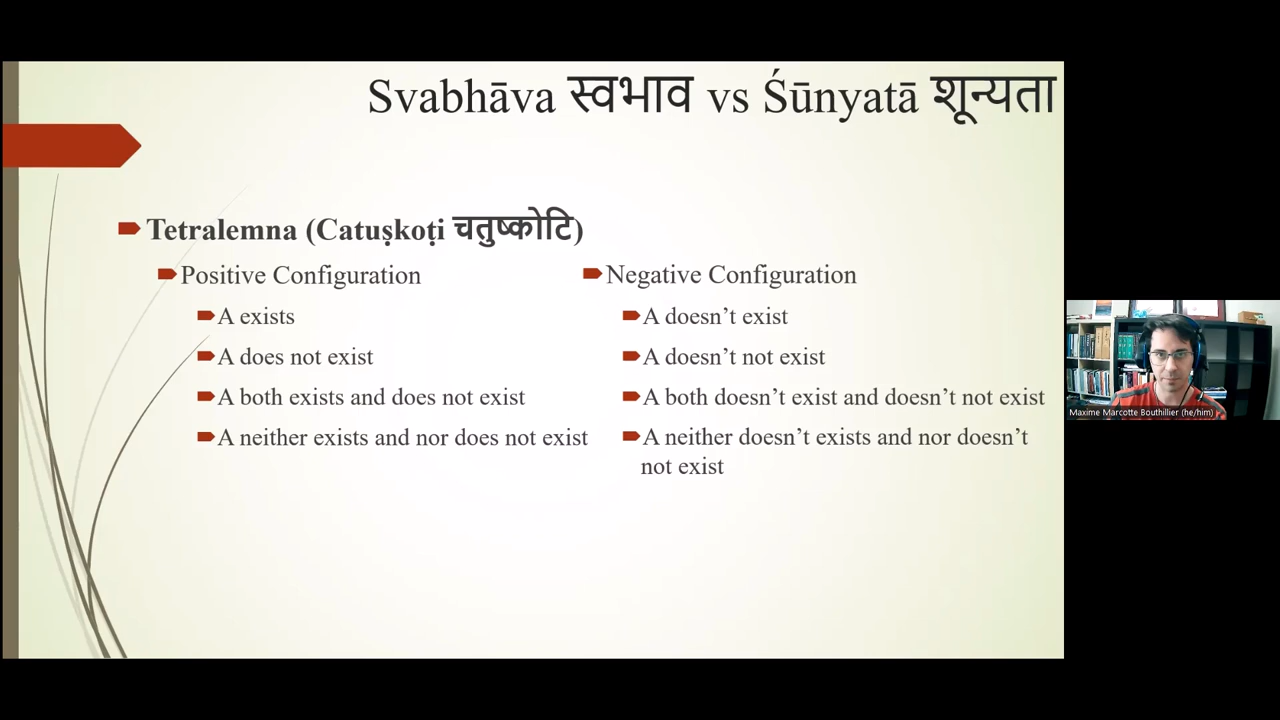 Svabhāva स्वभाव vs Śūnyatā शून्यता
Tetralemna (Catuṣkoṭi चतुष्कोटि)
Positive Configuration
A exists
A does not exist
A both exists and does not exist
A neither exists and nor does not exist
Negative Configuration
A doesn’t exist
A doesn’t not exist
A both doesn’t exist and doesn’t not exist
A neither doesn’t exists and nor doesn’t
not exist
Maxime Marcotte Bouthillier (he/him)